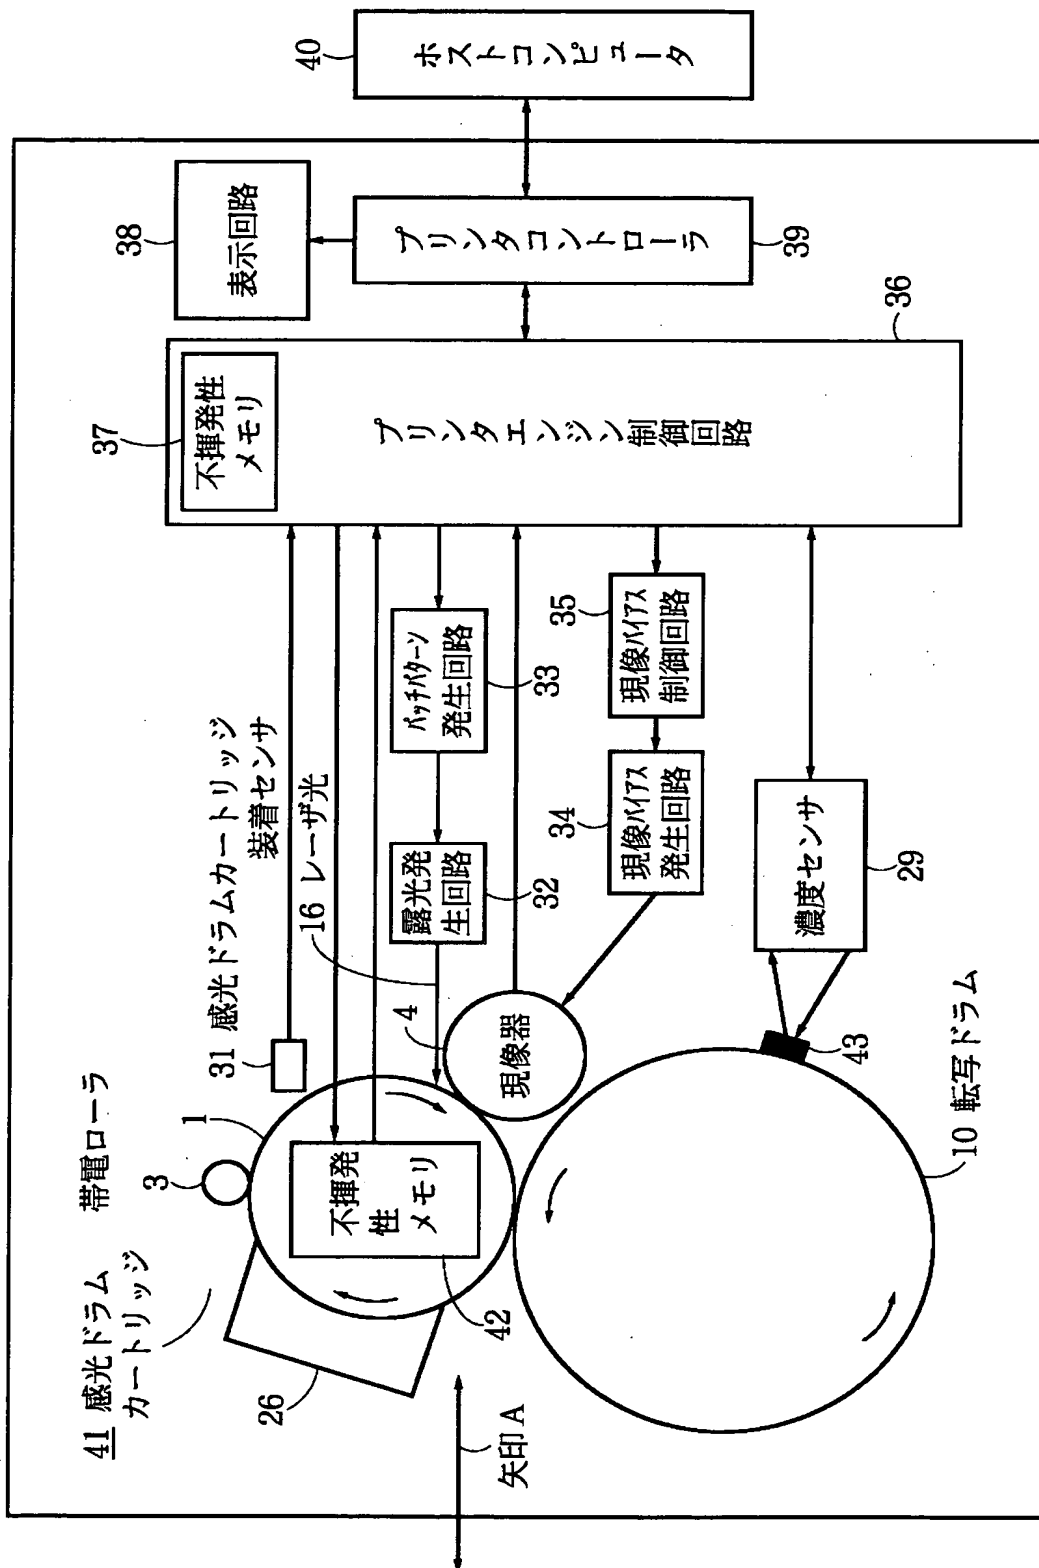 40
ホストコンピュータ
38
表示回路
プリンタコントローラ
39
36
37
不揮発性
メモリ
プリンタエンジン制御回路
31 感光ドラムカートリッジ
装着センサ
16 レーザ光
パッチパターン
発生回路
33
露光発
生回路
32
35
現像バイアス
制御回路
34
現像バイアス
発生回路
濃度センサ
29
4
現像器
43
10 転写ドラム
1
帯電ローラ
3
不揮発
性
メモリ
42
41 感光ドラム
カートリッジ
26
矢印A